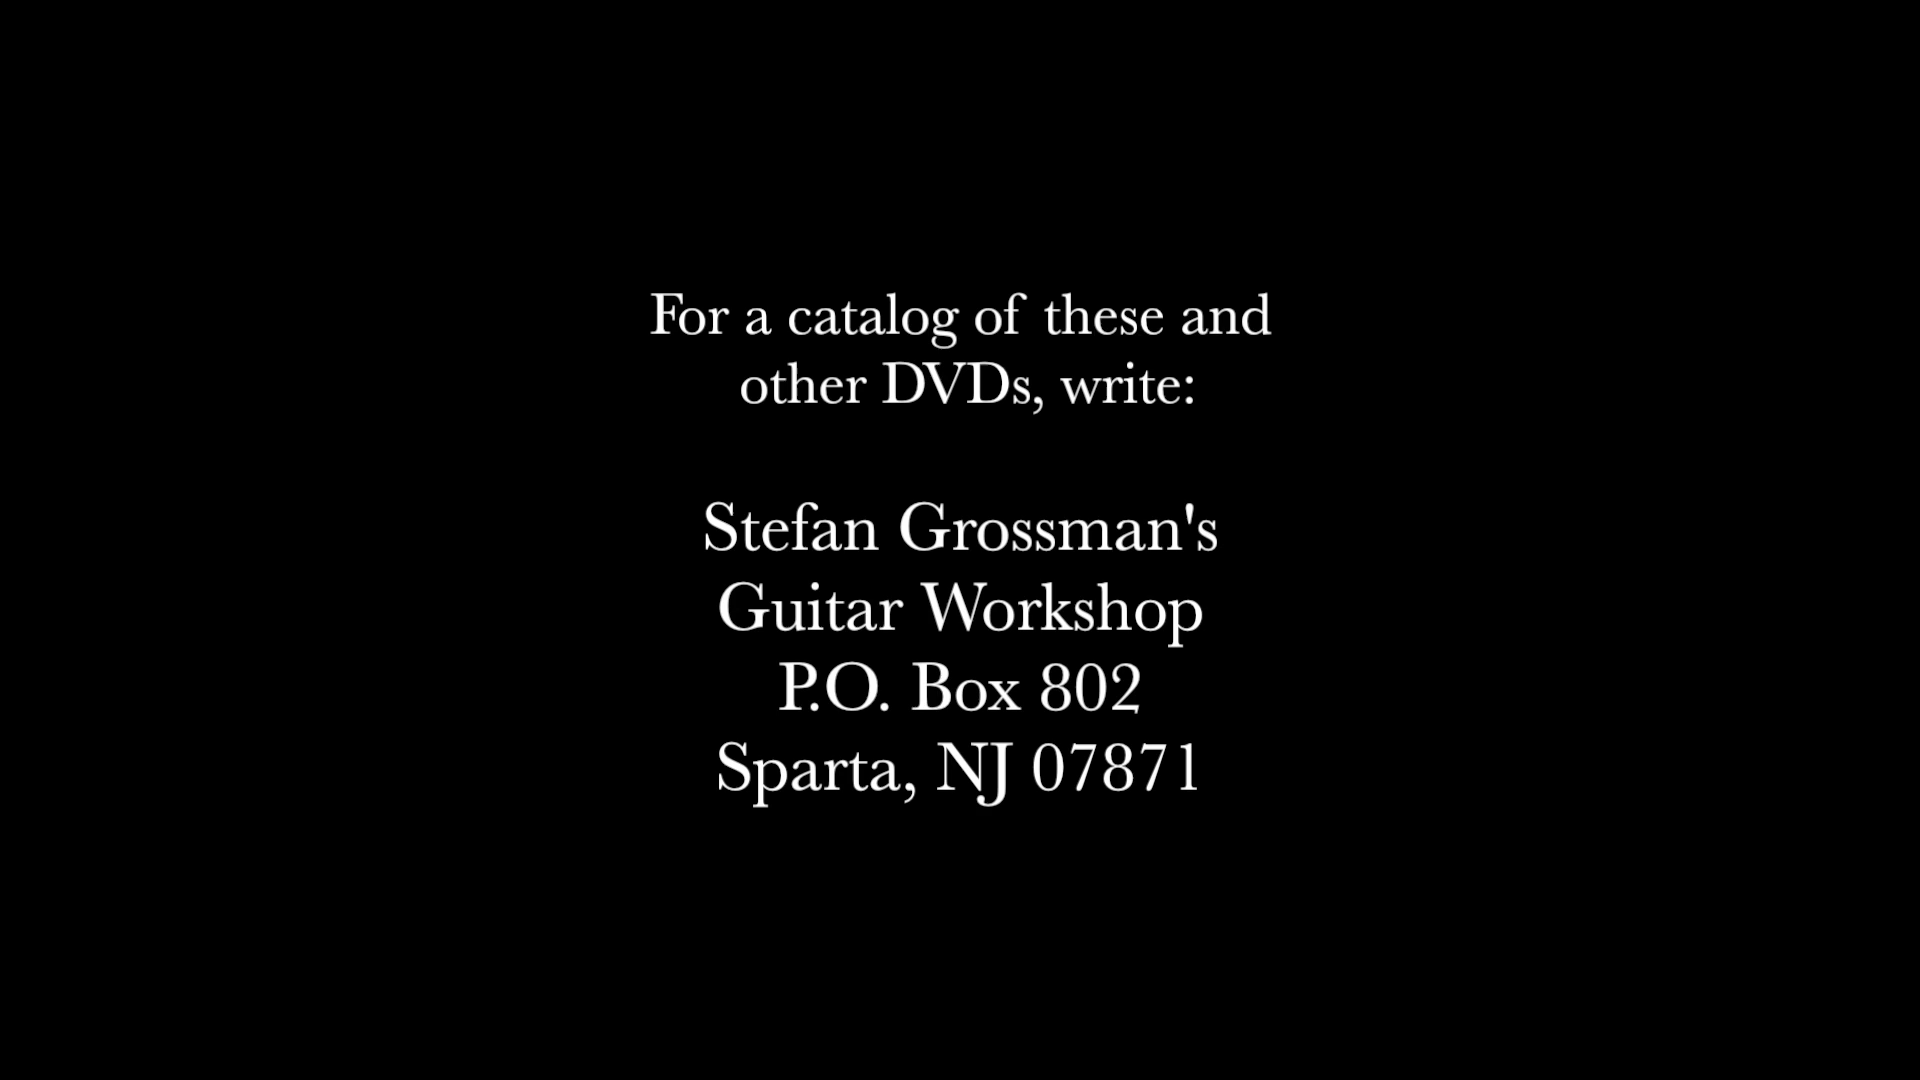 For a catalog of these and
other DVDs, write:
Stefan Grossman's
Guitar Workshop
P.O. Box 802
Sparta, NJ 07871